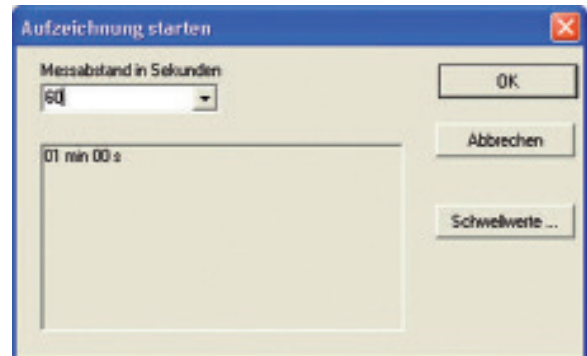 Aufzeichnung starten
Messabstand in Sekunden
60
OK
Abbrechen
01 min 00 s
Schwellwerte ...